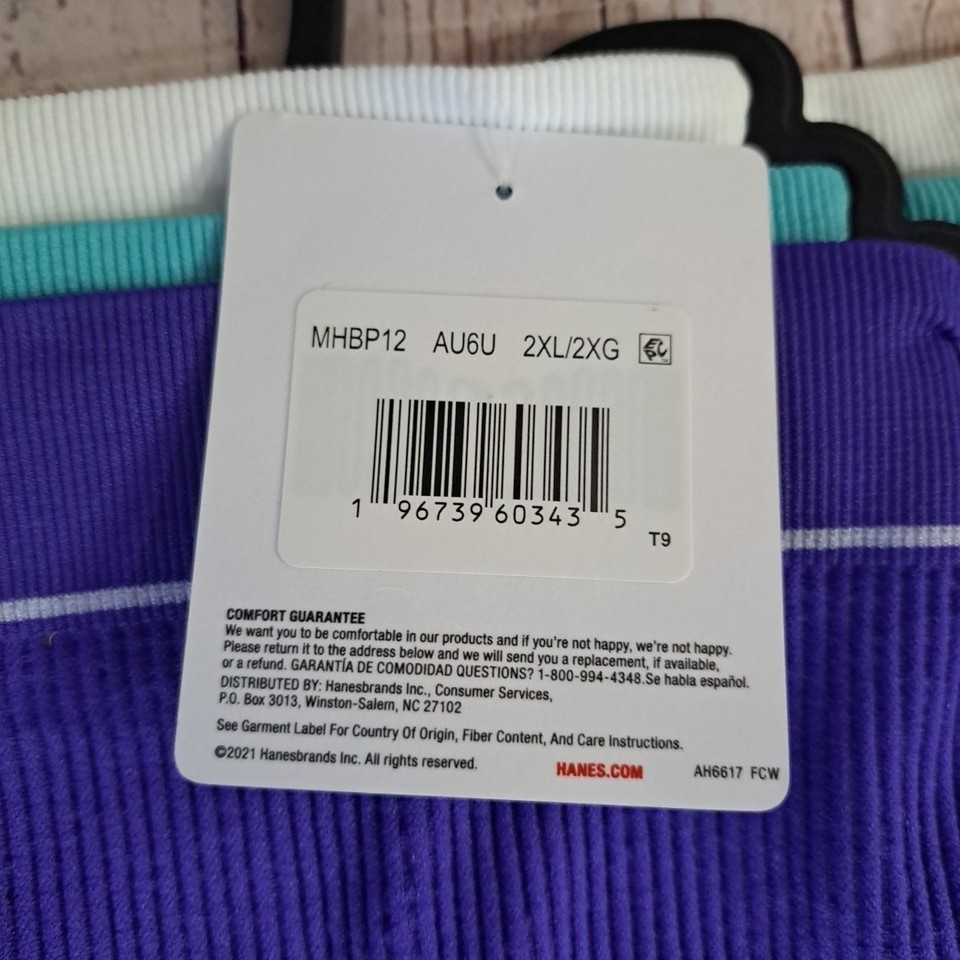 MHBP12 AU6U 2XL/2XG
1 96739 60343 5
T9
COMFORT GUARANTEE
We want you to be comfortable in our products and if you're not happy, we're not happy.
Please return it to the address below and we will send you a replacement, if available,
or a refund. GARANTÍA DE COMODIDAD QUESTIONS? 1-800-994-4348.Se habla español.
DISTRIBUTED BY: Hanesbrands Inc., Consumer Services,
P.O. Box 3013, Winston-Salem, NC 27102
See Garment Label For Country Of Origin, Fiber Content, And Care Instructions.
©2021 Hanesbrands Inc. All rights reserved.
HANES.COM AH6617 FCW